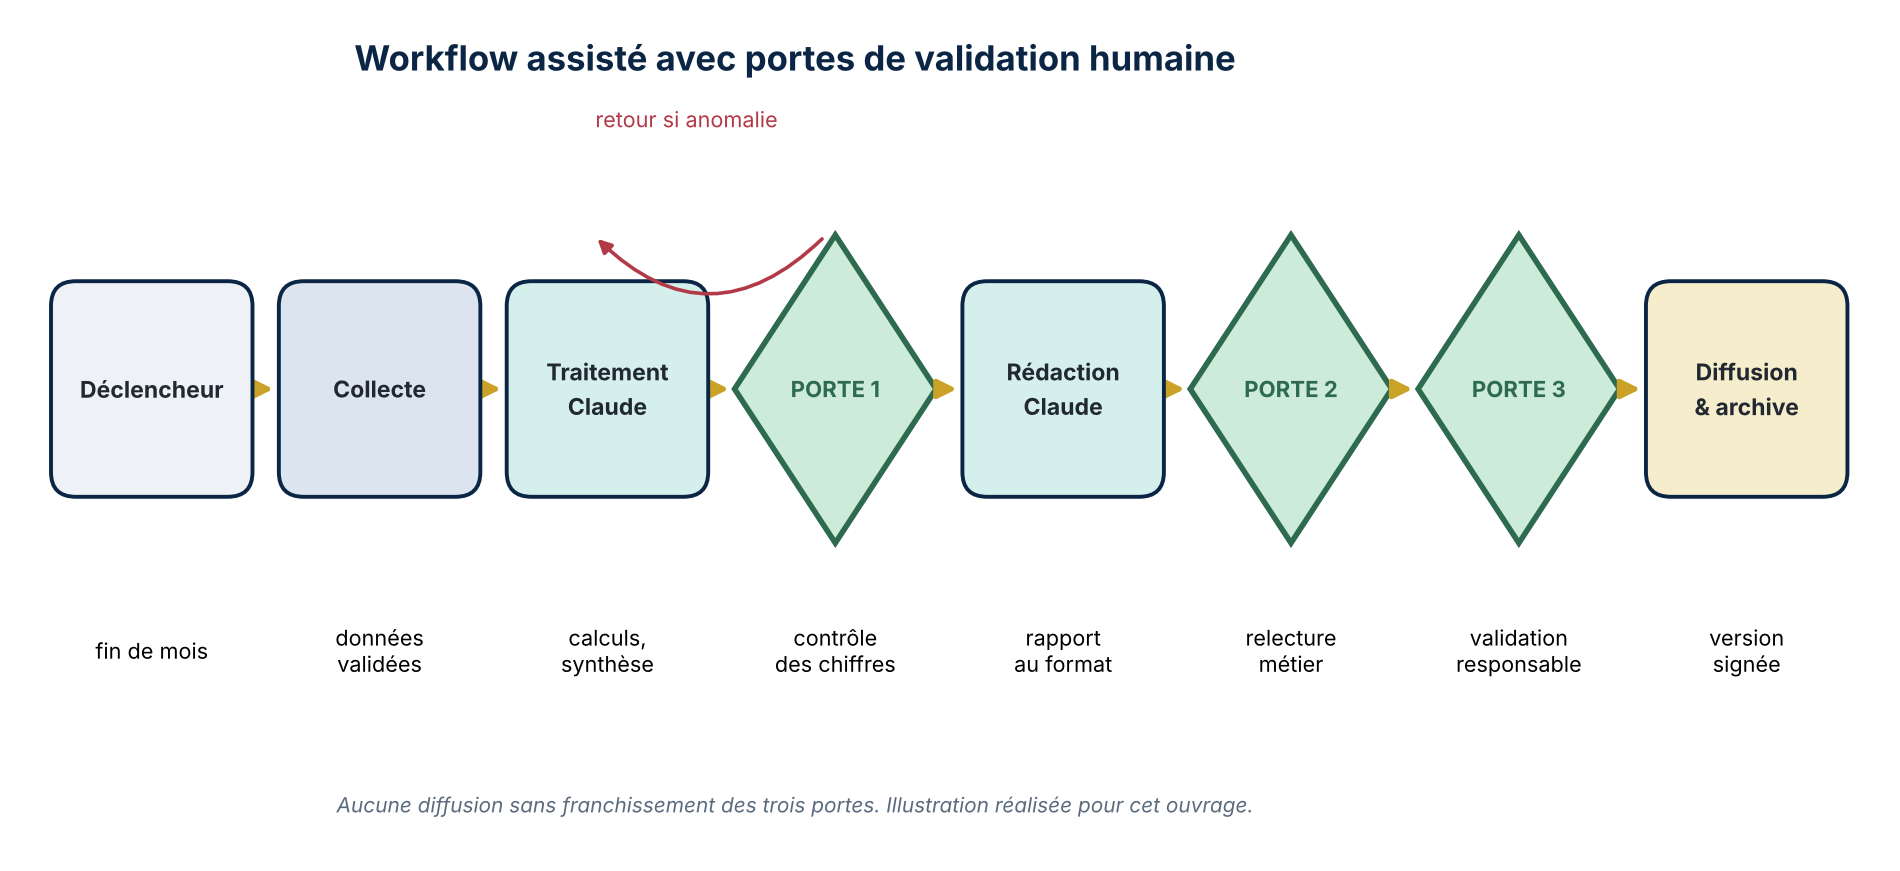 Workflow assisté avec portes de validation humaine
retour si anomalie
Déclencheur
Collecte
Traitement
Claude
PORTE 1
Rédaction
Claude
PORTE 2
PORTE 3
Diffusion
& archive
fin de mois
données
validées
calculs,
synthèse
contrôle
des chiffres
rapport
au format
relecture
métier
validation
responsable
version
signée
Aucune diffusion sans franchissement des trois portes. Illustration réalisée pour cet ouvrage.